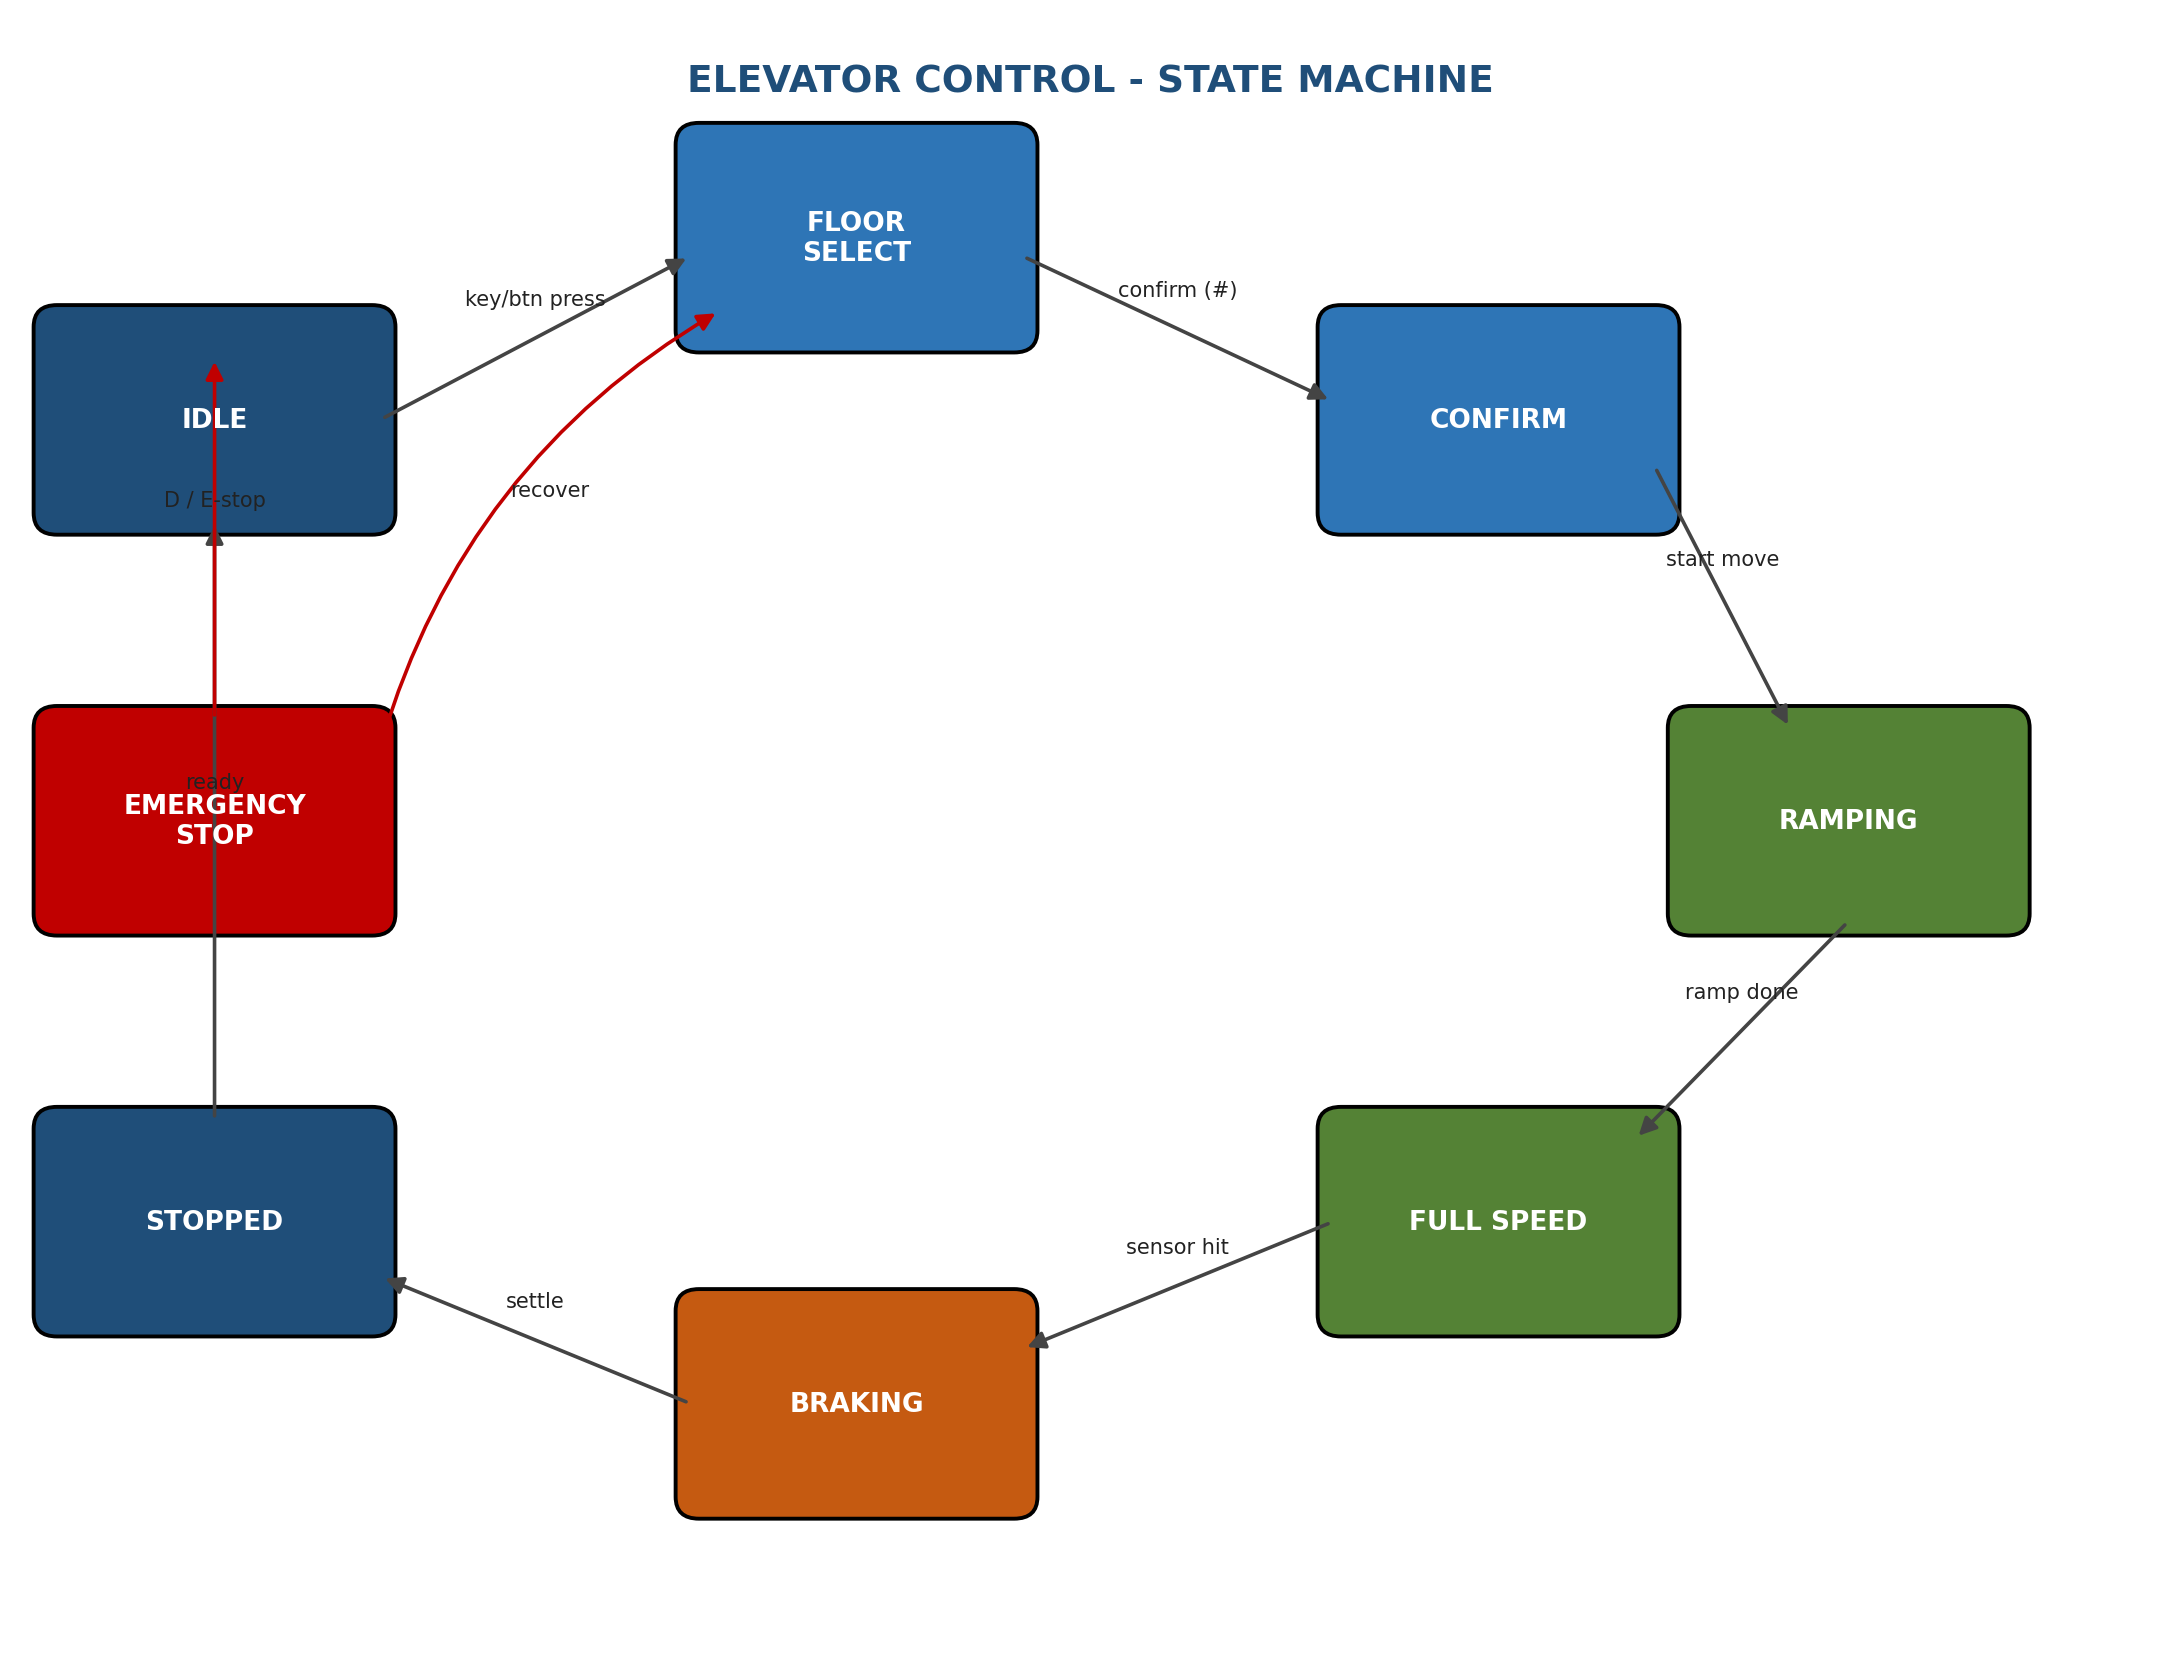 ELEVATOR CONTROL - STATE MACHINE
FLOOR
SELECT
key/btn press
confirm (#)
IDLE
CONFIRM
D / E-stop
recover
start move
ready
EMERGENCY
STOP
RAMPING
ramp done
STOPPED
FULL SPEED
sensor hit
settle
BRAKING